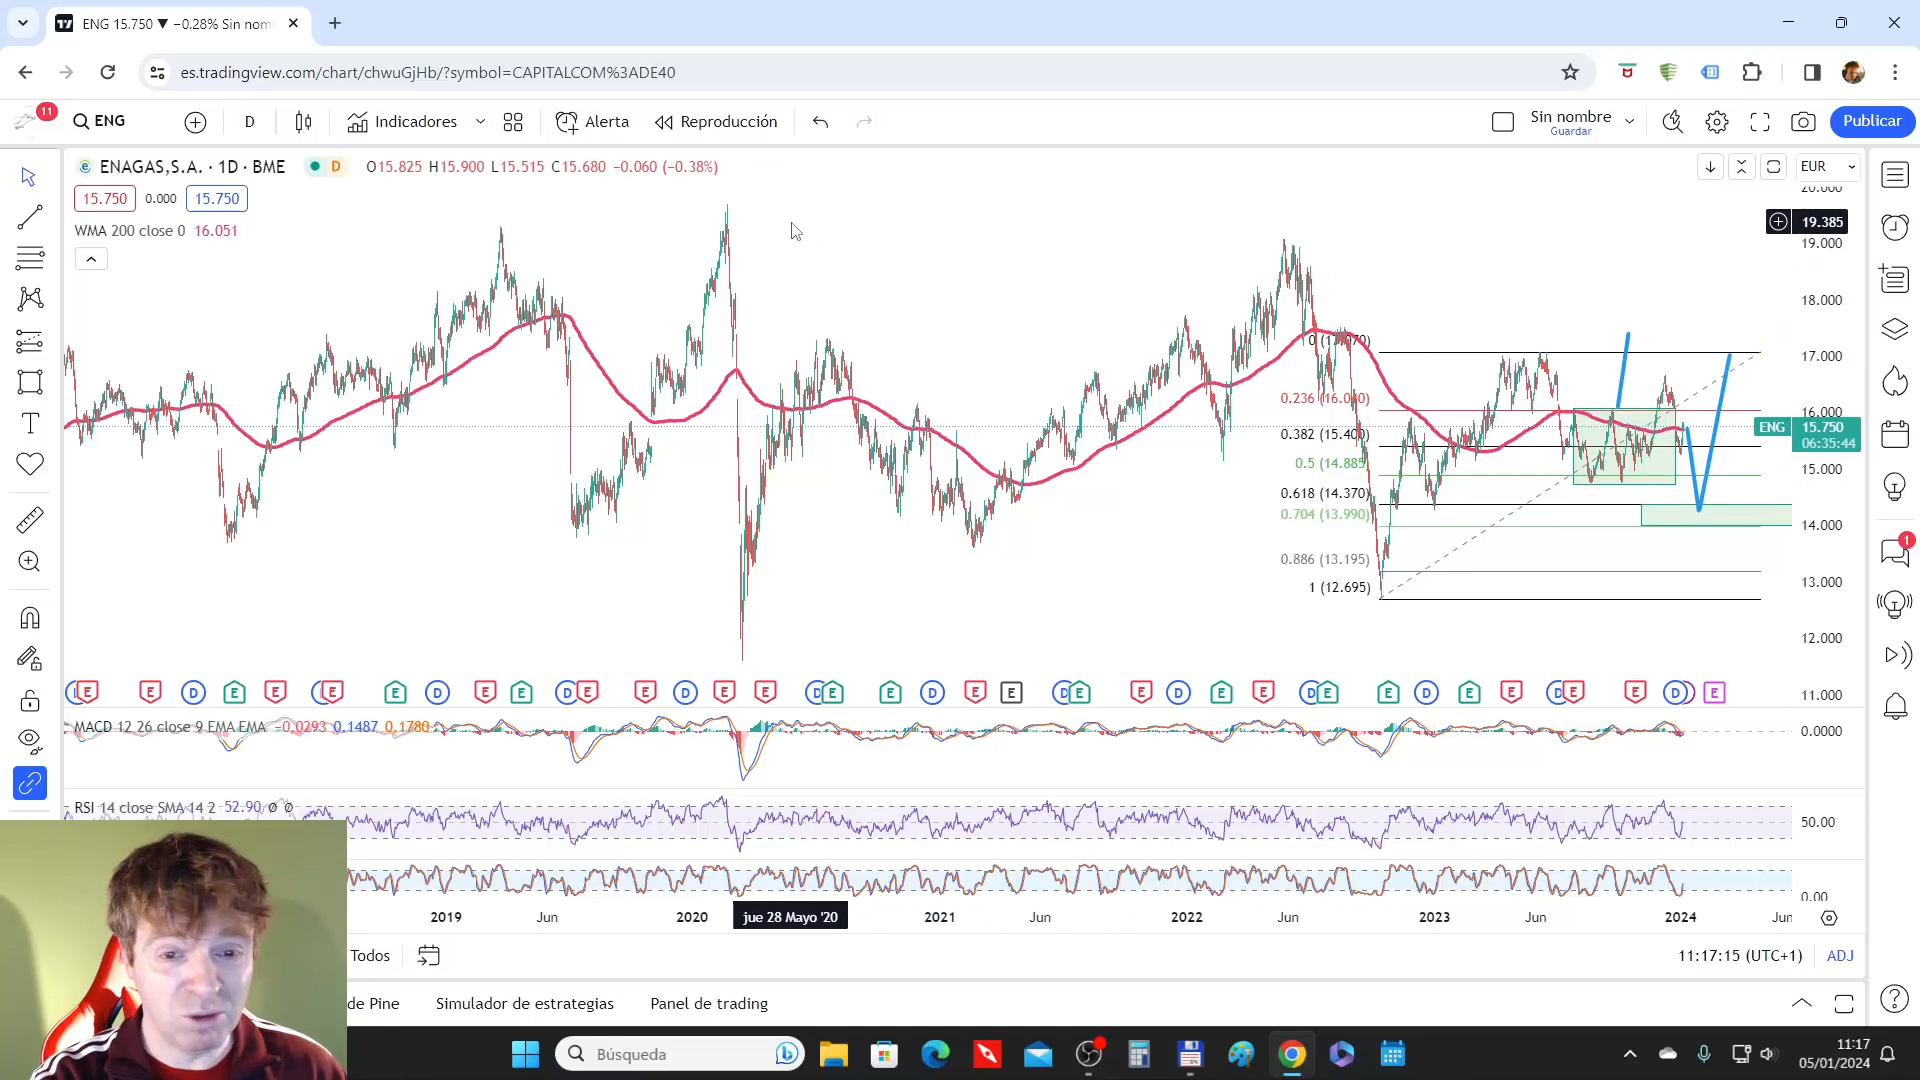 ENG 15.750 ▼ −0.28% Sin nom
es.tradingview.com/chart/chwuGjHb/?symbol=CAPITALCOM%3ADE40
11
ENG
D
Indicadores
Alerta
Reproducción
Sin nombre
Guardar
Publicar
ENAGAS,S.A. · 1D · BME
D
O15.825 H15.900 L15.515 C15.680 −0.060 (−0.38%)
EUR
15.750
0.000
15.750
WMA 200 close 0 16.051
20.000
19.385
19.000
18.000
17.000
16.000
ENG
15.750
06:35:44
15.000
14.000
13.000
12.000
11.000
0.236 (16.040)
0.382 (15.400)
0.5 (14.885)
0.618 (14.370)
0.704 (13.990)
0.886 (13.195)
1 (12.695)
1
E E D E E E E D E E D E E D E E D E E D E E D E E D E E D E E D E E D E E D E
MACD 12 26 close 9 EMA EMA −0.0293 0.1487 0.1780
0.0000
RSI 14 close SMA 14 2 52.90 ∅ ∅
50.00
0.00
2019
Jun
2020
jue 28 Mayo '20
2021
Jun
2022
Jun
2023
Jun
2024
Jun
Todos
11:17:15 (UTC+1)
ADJ
de Pine
Simulador de estrategias
Panel de trading
Búsqueda
11:17
05/01/2024